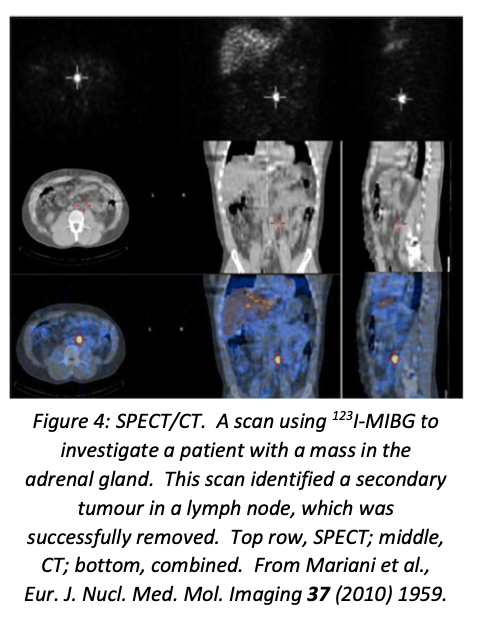 Figure 4: SPECT/CT. A scan using ¹²³I-MIBG to
investigate a patient with a mass in the
adrenal gland. This scan identified a secondary
tumour in a lymph node, which was
successfully removed. Top row, SPECT; middle,
CT; bottom, combined. From Mariani et al.,
Eur. J. Nucl. Med. Mol. Imaging 37 (2010) 1959.